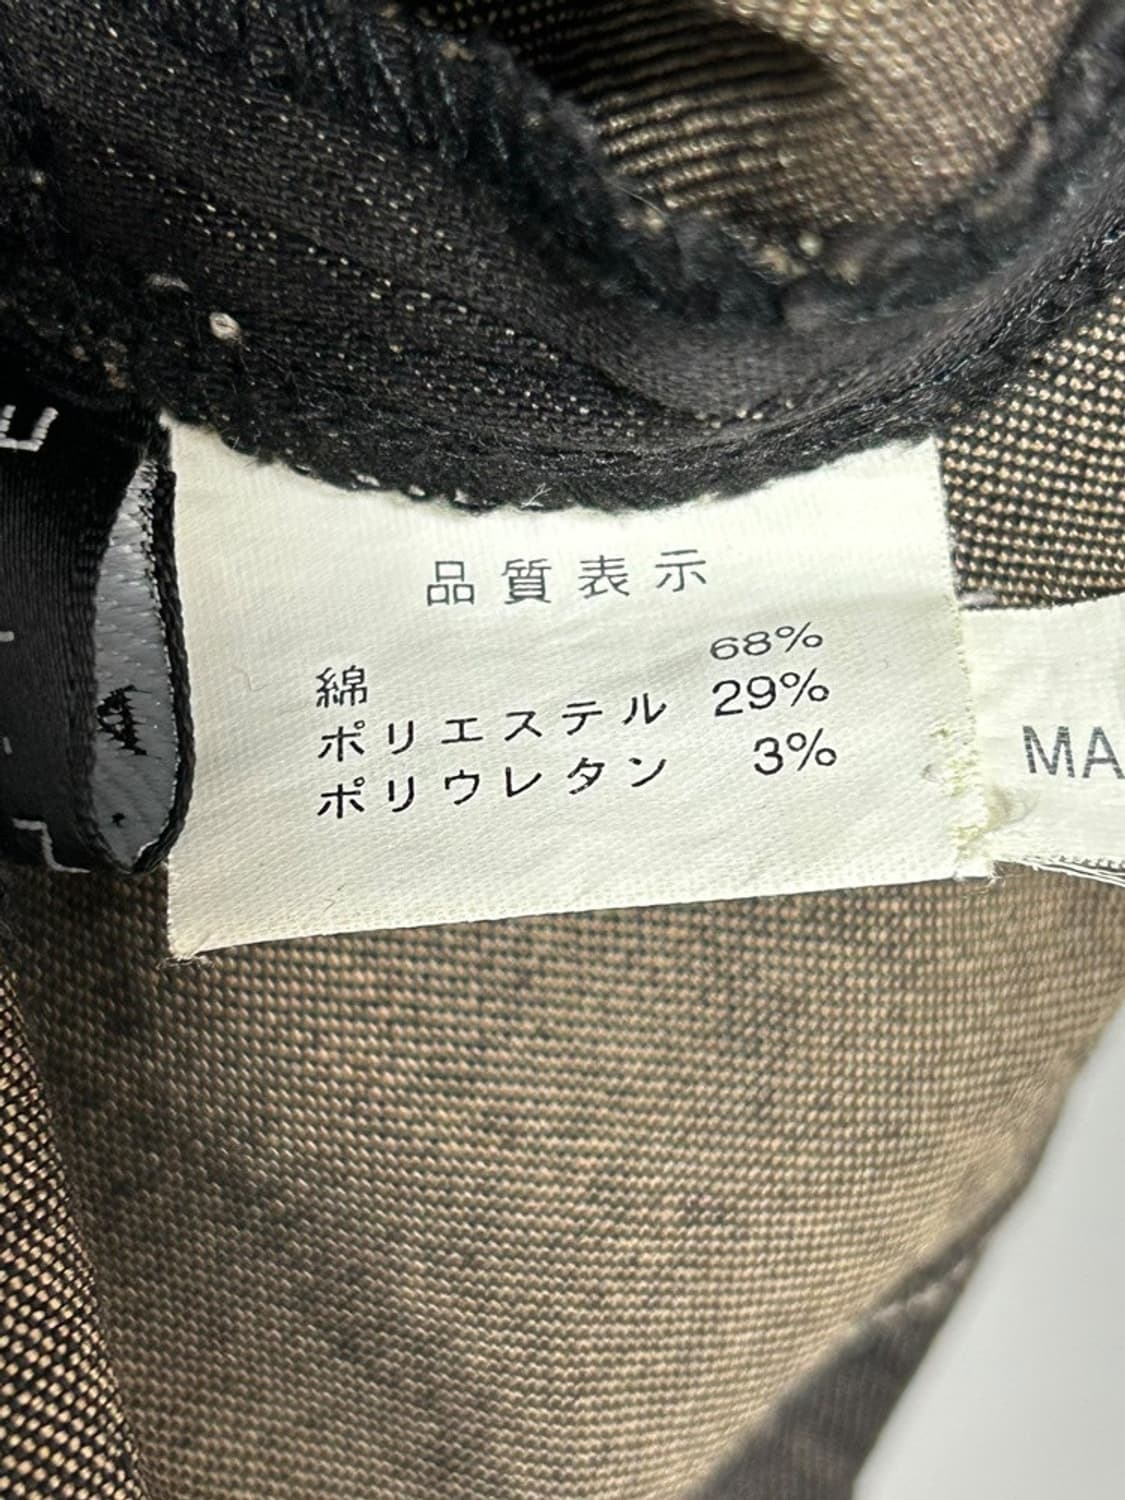 品質表示
綿 68%
ポリエステル 29%
ポリウレタン 3%
MA